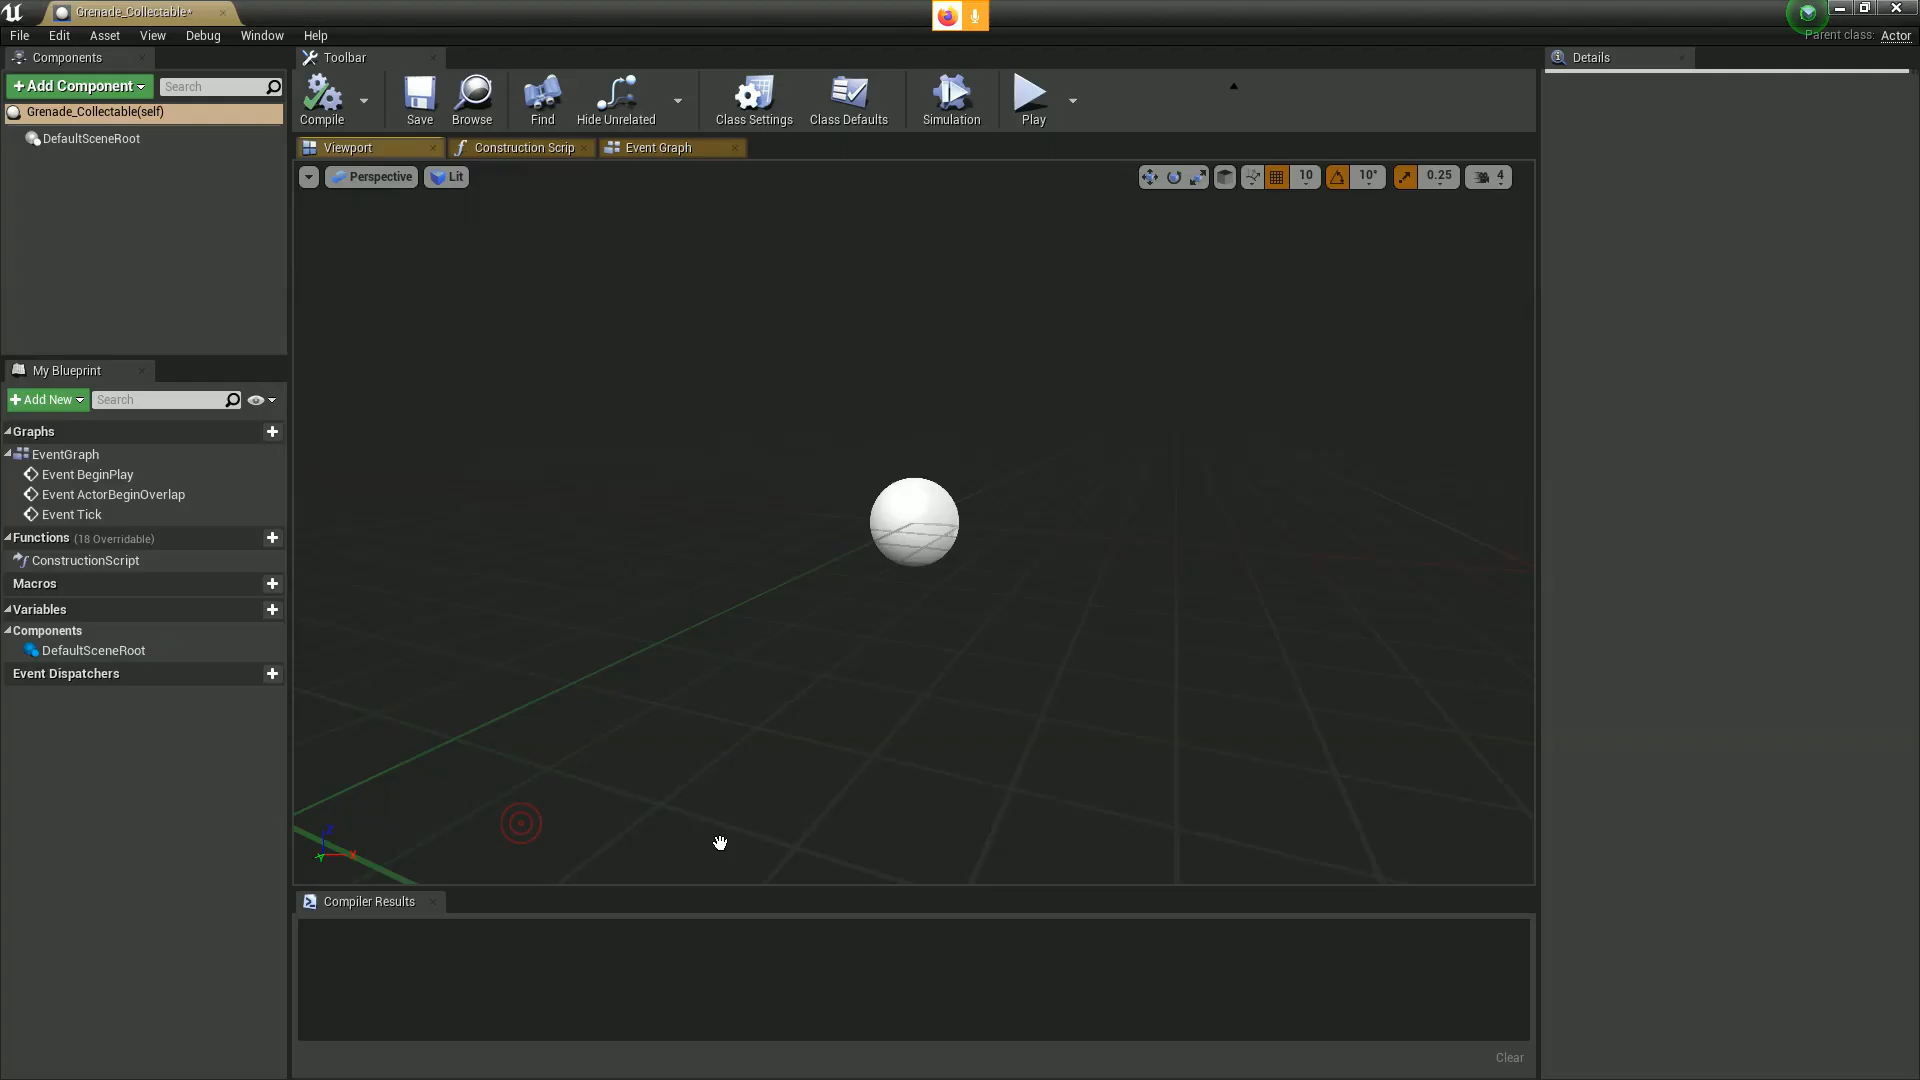 Grenade_Collectable*
File Edit Asset View Debug Window Help
Parent class: Actor
Components
Toolbar
Details
+Add Component
Search
Compile
Save
Browse
Find
Hide Unrelated
Class Settings
Class Defaults
Simulation
Play
Grenade_Collectable(self)
DefaultSceneRoot
Viewport
Construction Scrip
Event Graph
Perspective
Lit
10
10°
0.25
4
My Blueprint
+Add New
Search
Graphs
EventGraph
Event BeginPlay
Event ActorBeginOverlap
Event Tick
Functions (18 Overridable)
ConstructionScript
Macros
Variables
Components
DefaultSceneRoot
Event Dispatchers
Z
Y
X
Compiler Results
Clear